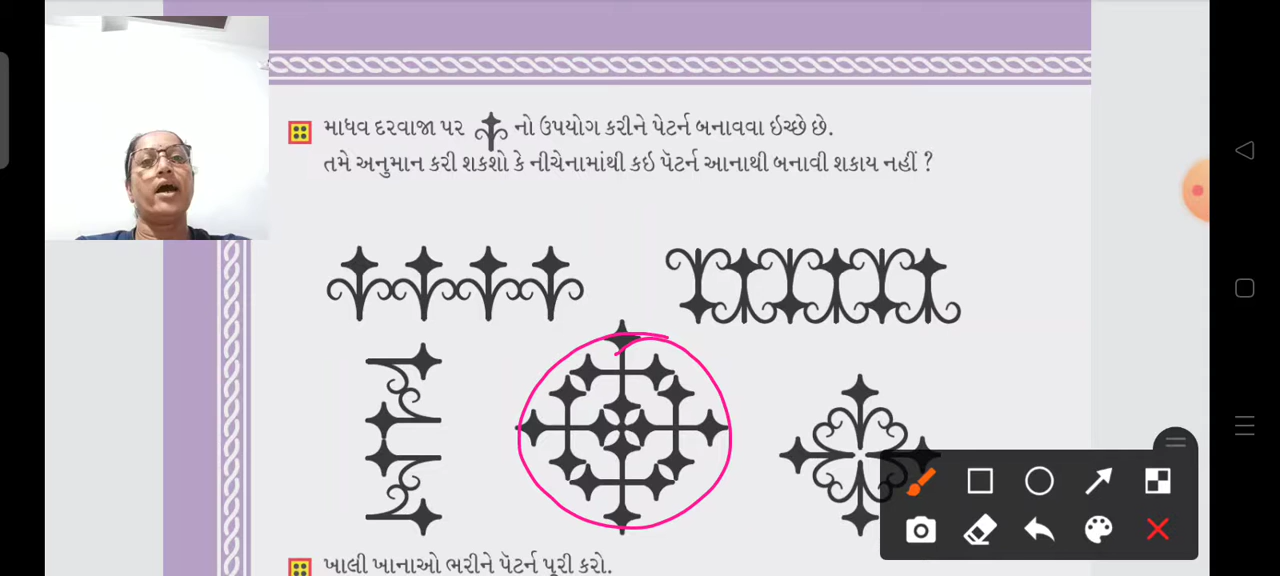 માધવ દરવાજા પર નો ઉપયોગ કરીને પેટર્ન બનાવવા ઇચ્છે છે.
તમે અનુમાન કરી શકશો કે નીચેનામાંથી કઇ પૅટર્ન આનાથી બનાવી શકાય નહીં ?
ખાલી ખાનાઓ ભરીને પૅટર્ન પૂરી કરો.